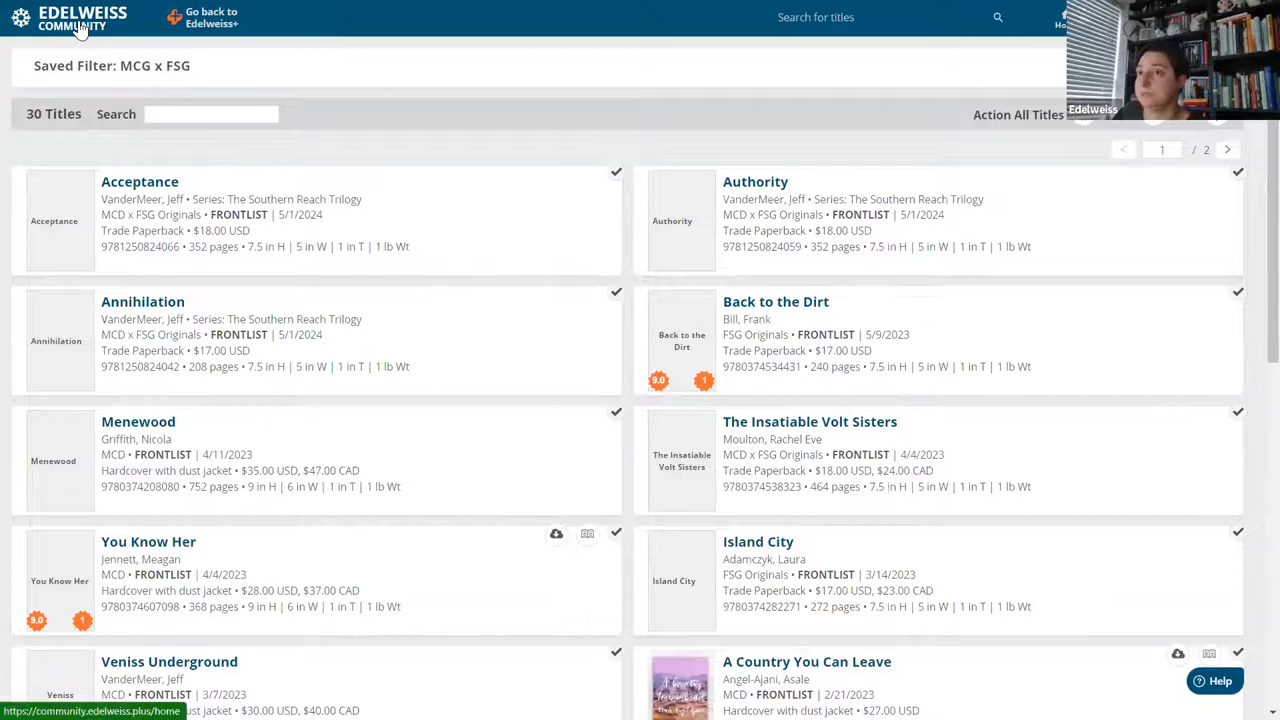 EDELWEISS
COMMUNITY
Go back to
Edelweiss+
Search for titles
Edelweiss
Saved Filter: MCG x FSG
30 Titles Search
Action All Titles
1 / 2
Acceptance
Acceptance
VanderMeer, Jeff • Series: The Southern Reach Trilogy
MCD x FSG Originals • FRONTLIST | 5/1/2024
Trade Paperback • $18.00 USD
9781250824066 • 352 pages • 7.5 in H | 5 in W | 1 in T | 1 lb Wt
Authority
Authority
VanderMeer, Jeff • Series: The Southern Reach Trilogy
MCD x FSG Originals • FRONTLIST | 5/1/2024
Trade Paperback • $18.00 USD
9781250824059 • 352 pages • 7.5 in H | 5 in W | 1 in T | 1 lb Wt
Annihilation
Annihilation
VanderMeer, Jeff • Series: The Southern Reach Trilogy
MCD x FSG Originals • FRONTLIST | 5/1/2024
Trade Paperback • $17.00 USD
9781250824042 • 208 pages • 7.5 in H | 5 in W | 1 in T | 1 lb Wt
Back to the
Dirt
9.0 1
Back to the Dirt
Bill, Frank
FSG Originals • FRONTLIST | 5/9/2023
Trade Paperback • $17.00 USD
9780374534431 • 240 pages • 7.5 in H | 5 in W | 1 in T | 1 lb Wt
Menewood
Menewood
Griffith, Nicola
MCD • FRONTLIST | 4/11/2023
Hardcover with dust jacket • $35.00 USD, $47.00 CAD
9780374208080 • 752 pages • 9 in H | 6 in W | 1 in T | 1 lb Wt
The Insatiable
Volt Sisters
The Insatiable Volt Sisters
Moulton, Rachel Eve
MCD x FSG Originals • FRONTLIST | 4/4/2023
Trade Paperback • $18.00 USD, $24.00 CAD
9780374538323 • 464 pages • 7.5 in H | 5 in W | 1 in T | 1 lb Wt
You Know Her
9.0 1
You Know Her
Jennett, Meagan
MCD • FRONTLIST | 4/4/2023
Hardcover with dust jacket • $28.00 USD, $37.00 CAD
9780374607098 • 368 pages • 9 in H | 6 in W | 1 in T | 1 lb Wt
Island City
Island City
Adamczyk, Laura
FSG Originals • FRONTLIST | 3/14/2023
Trade Paperback • $17.00 USD, $23.00 CAD
9780374282271 • 272 pages • 7.5 in H | 5 in W | 1 in T | 1 lb Wt
Veniss
Veniss Underground
VanderMeer, Jeff
MCD • FRONTLIST | 3/7/2023
dust jacket • $30.00 USD, $40.00 CAD
A Country You Can Leave
Angel-Ajani, Asale
MCD • FRONTLIST | 2/21/2023
Hardcover with dust jacket • $27.00 USD
Help
https://community.edelweiss.plus/home